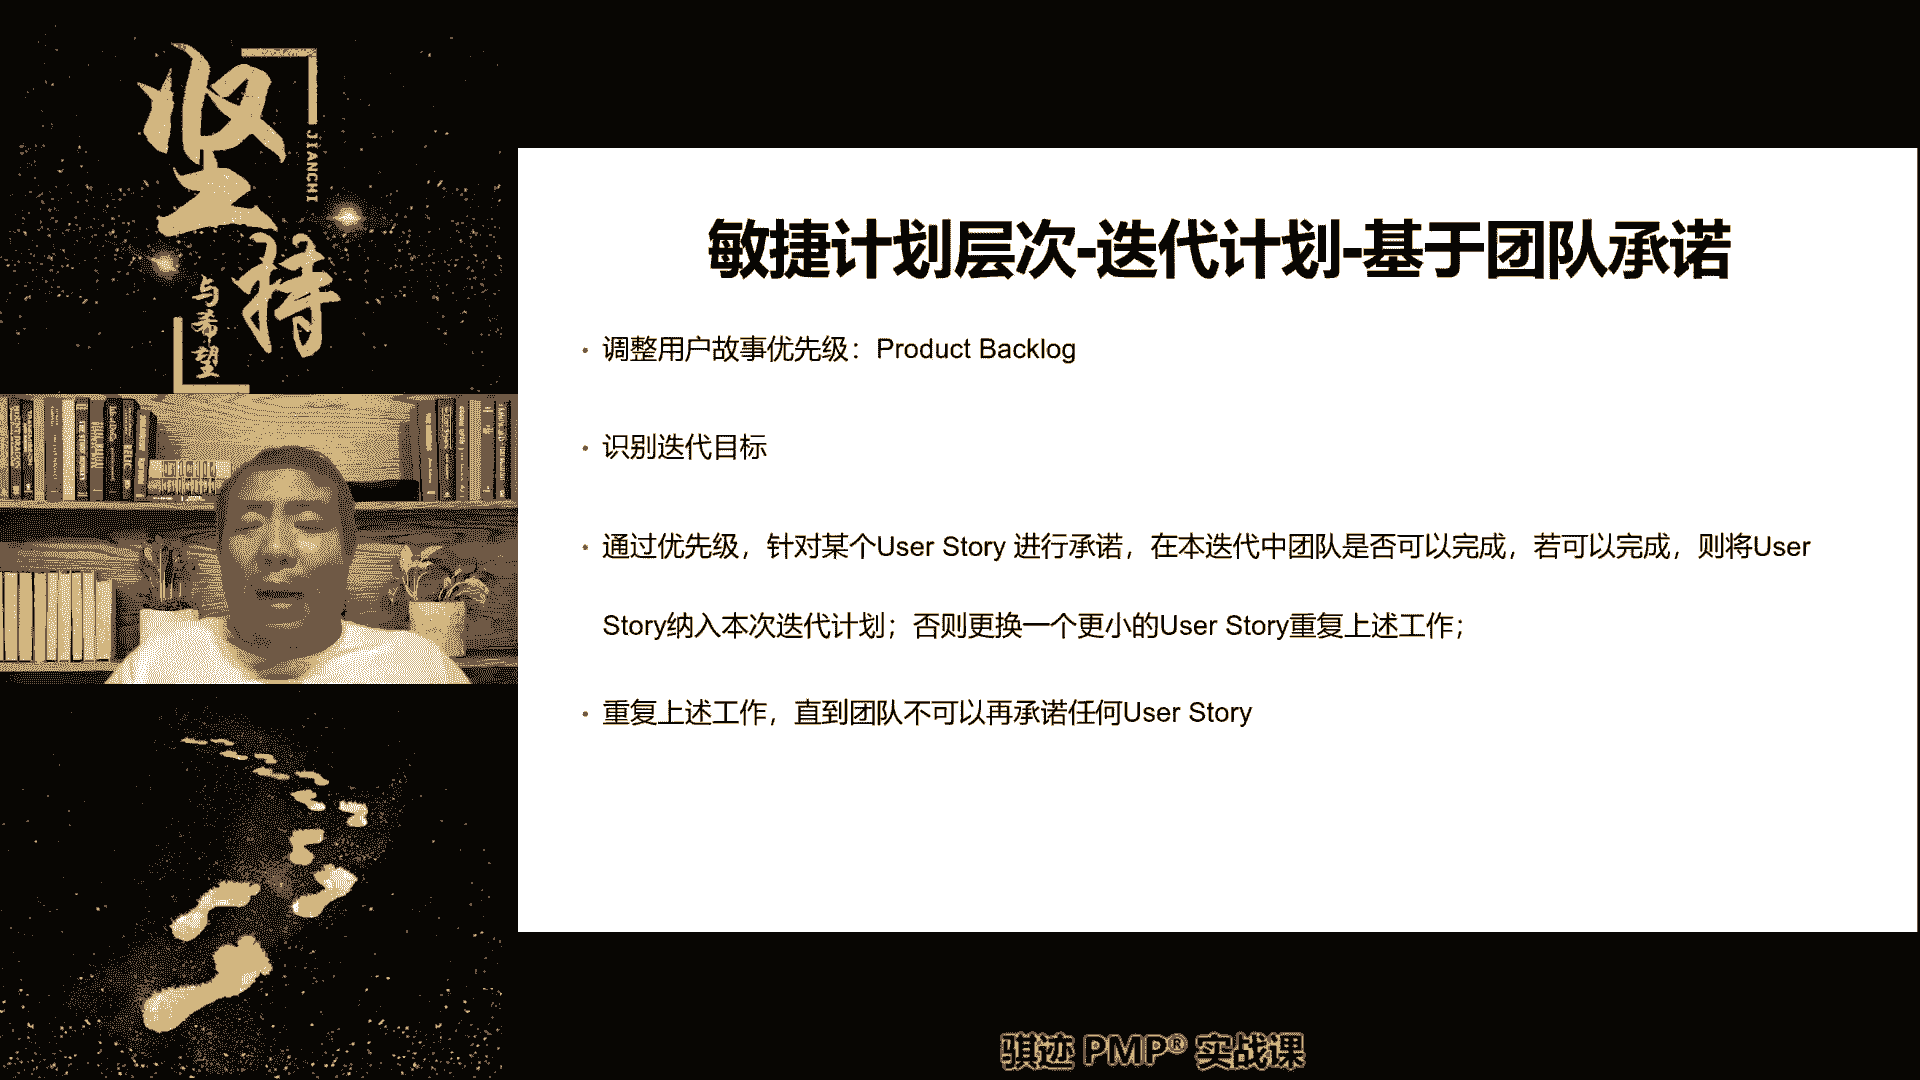 坚持
JIANCHI
与希望
敏捷计划层次-迭代计划-基于团队承诺
· 调整用户故事优先级：Product Backlog
· 识别迭代目标
· 通过优先级，针对某个User Story 进行承诺，在本迭代中团队是否可以完成，若可以完成，则将User
Story纳入本次迭代计划；否则更换一个更小的User Story重复上述工作；
· 重复上述工作，直到团队不可以再承诺任何User Story
骐迹 PMP® 实战课